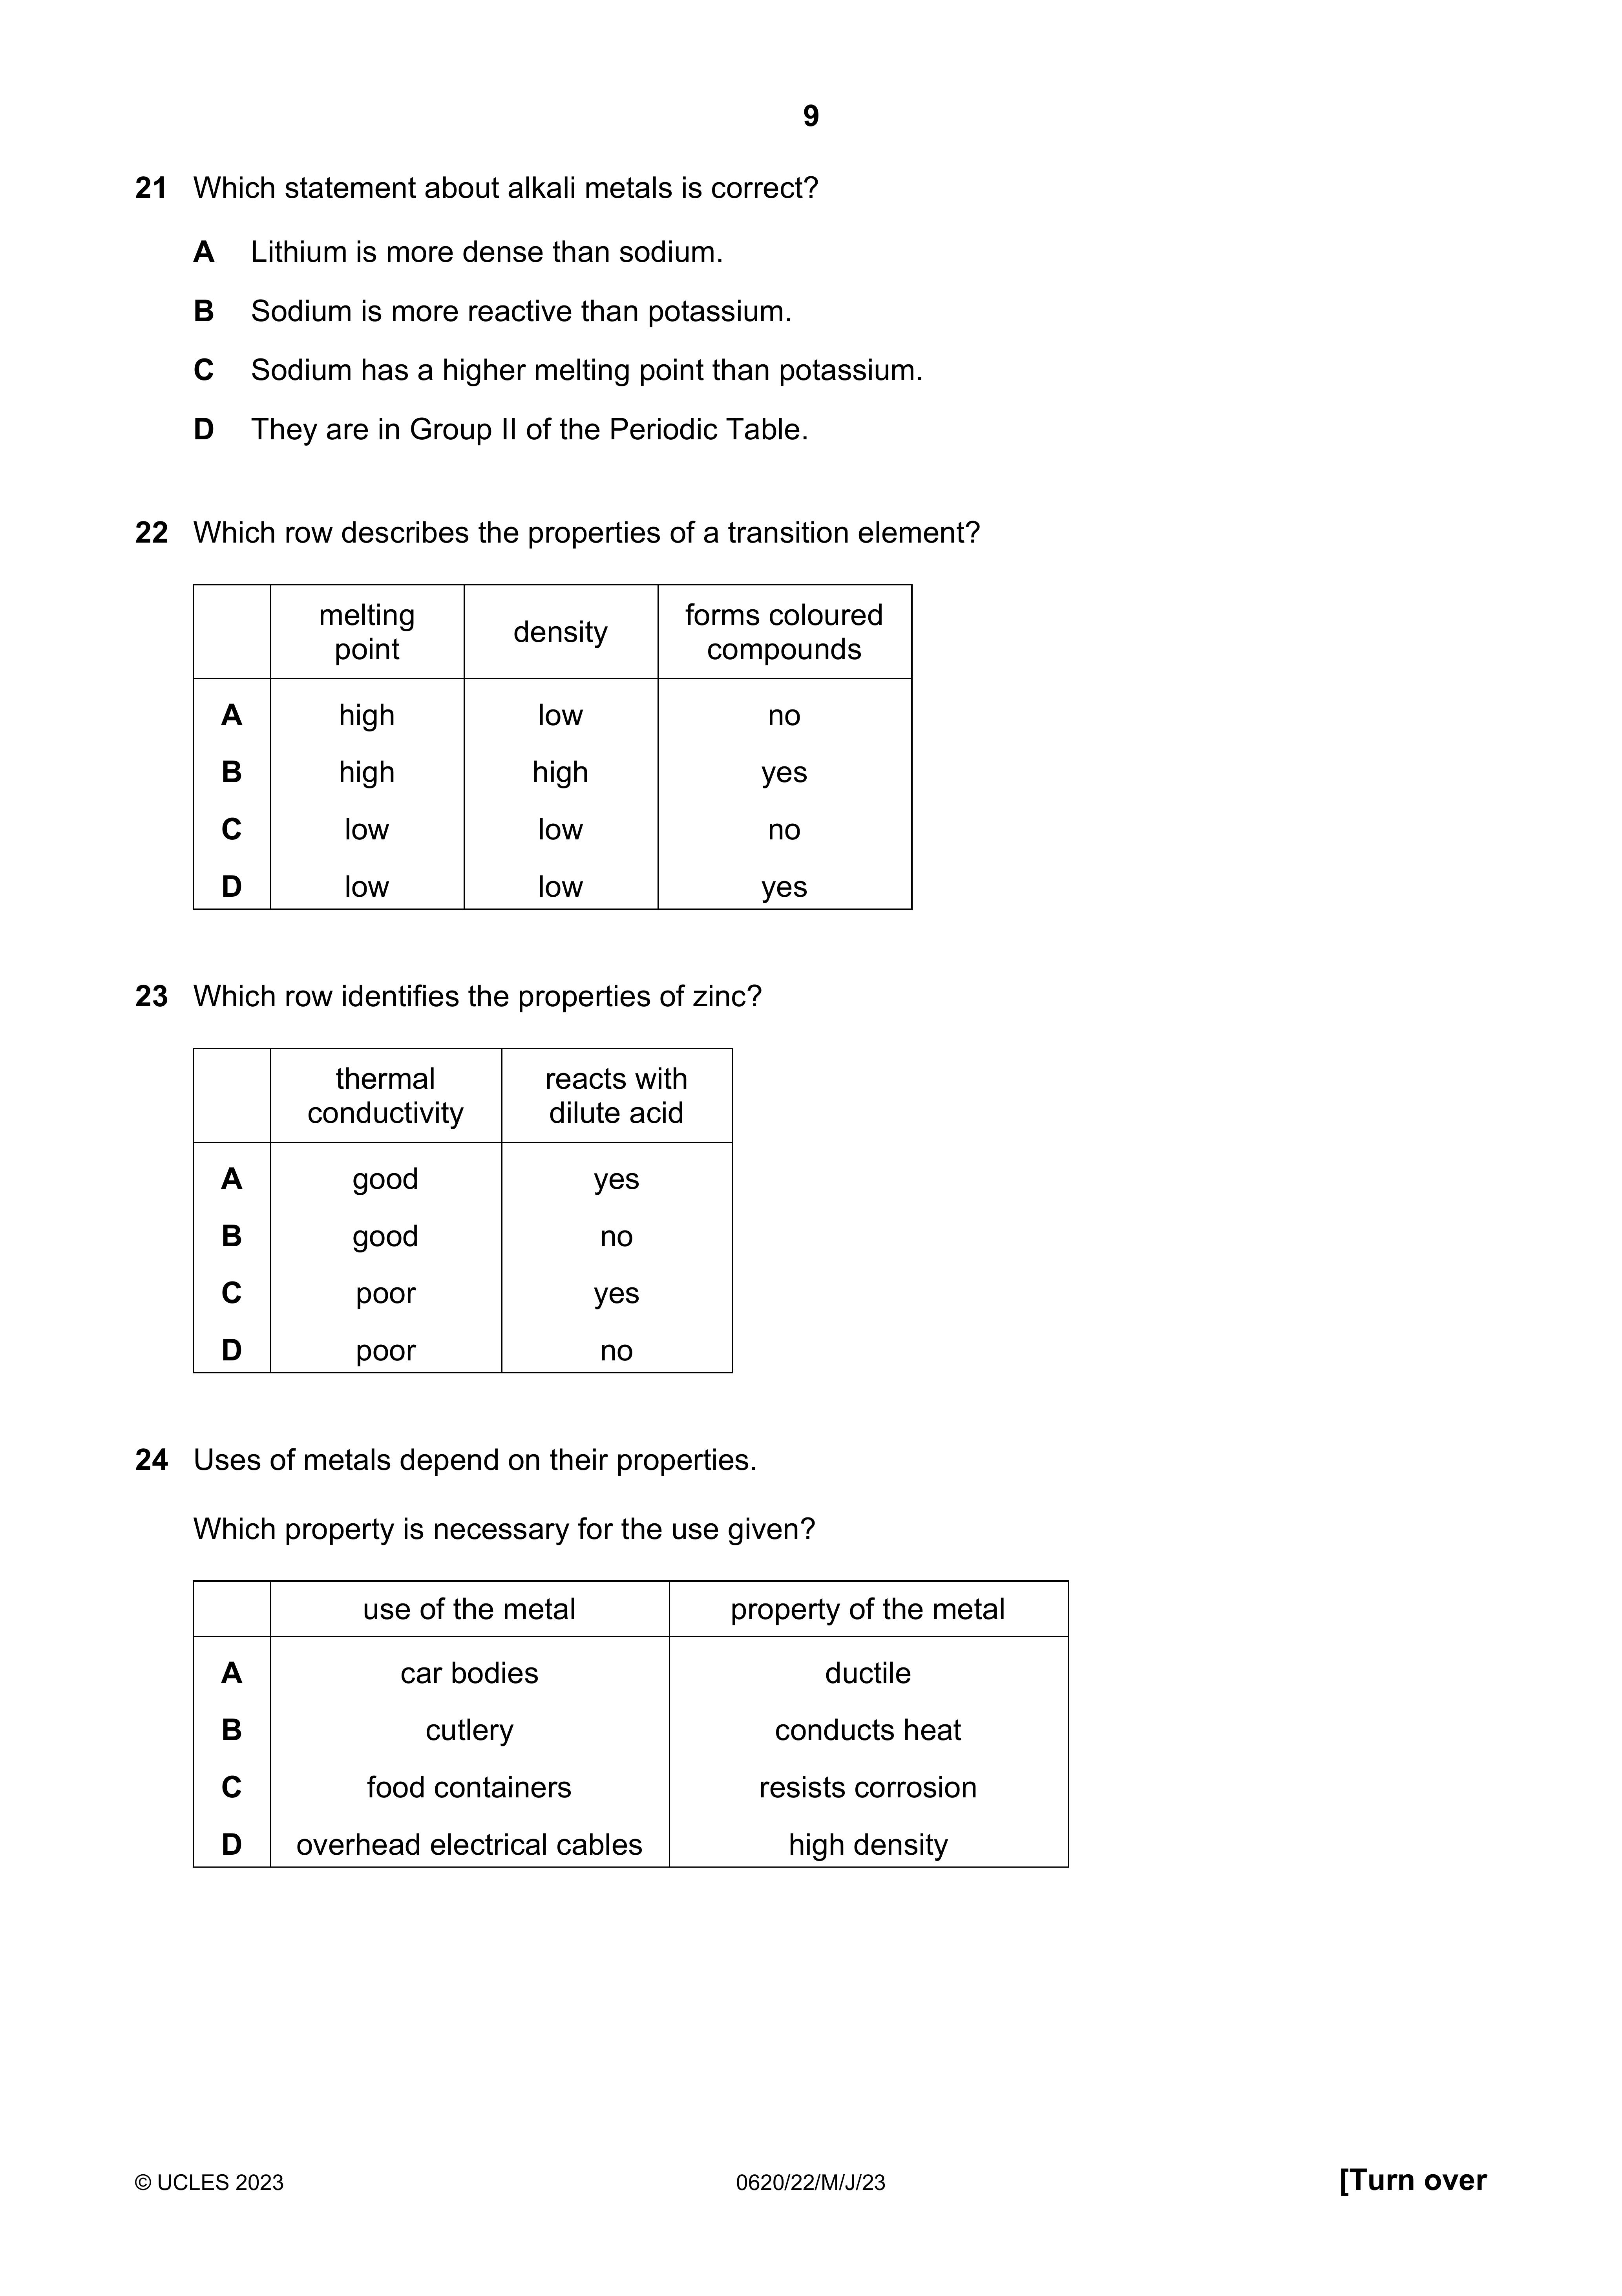 9
21 Which statement about alkali metals is correct?
A Lithium is more dense than sodium.
B Sodium is more reactive than potassium.
C Sodium has a higher melting point than potassium.
D They are in Group II of the Periodic Table.
22 Which row describes the properties of a transition element?
melting point density forms coloured compounds
A high low no
B high high yes
C low low no
D low low yes
23 Which row identifies the properties of zinc?
thermal conductivity reacts with dilute acid
A good yes
B good no
C poor yes
D poor no
24 Uses of metals depend on their properties.
Which property is necessary for the use given?
use of the metal property of the metal
A car bodies ductile
B cutlery conducts heat
C food containers resists corrosion
D overhead electrical cables high density
© UCLES 2023 0620/22/M/J/23 [Turn over